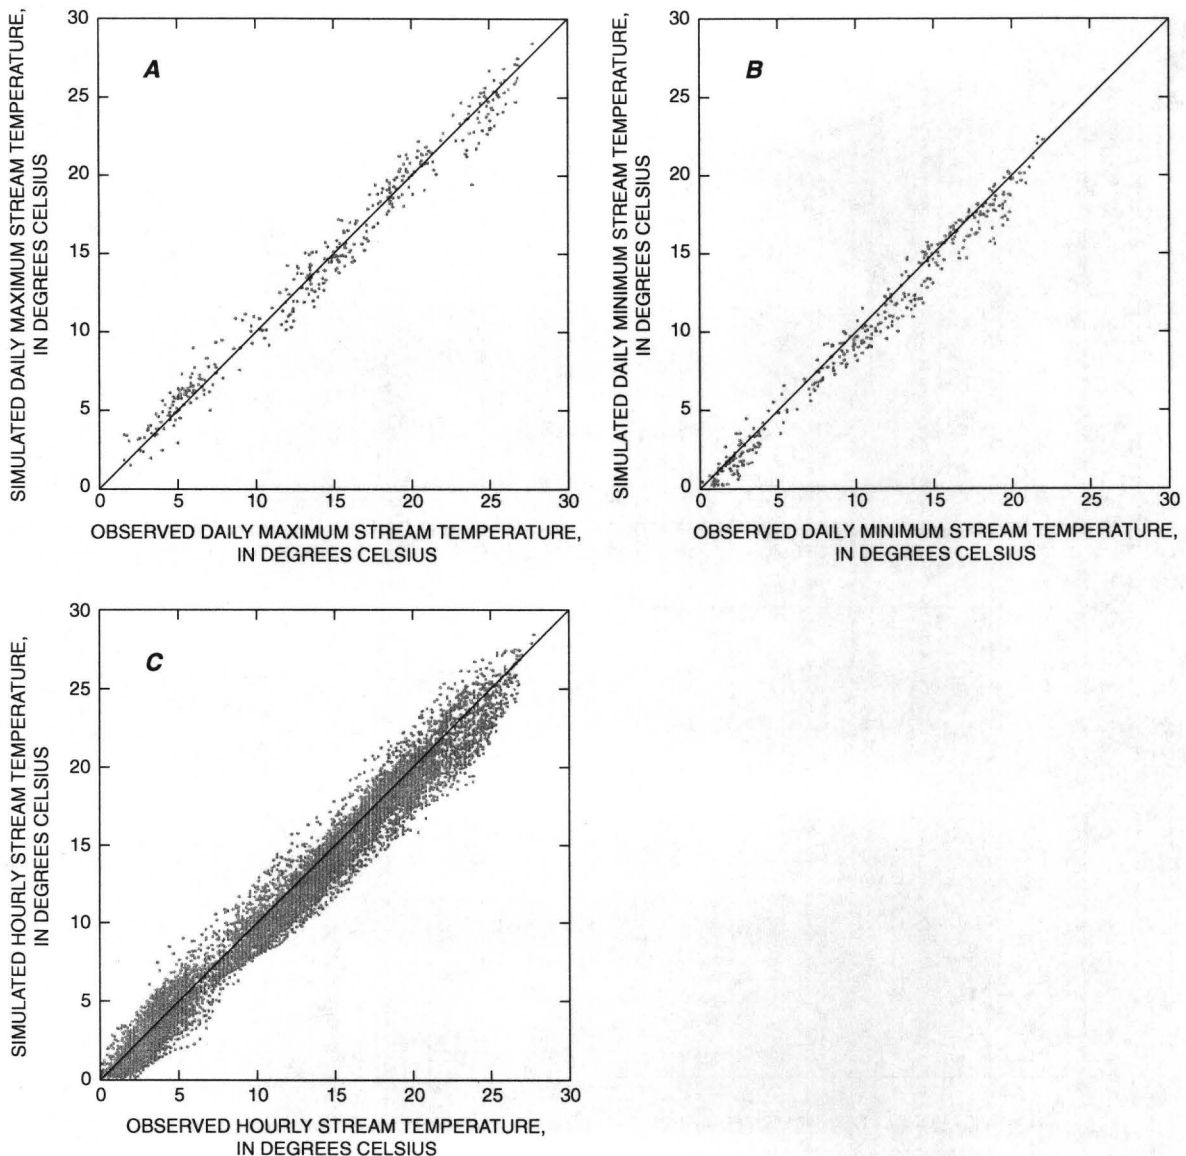 SIMULATED DAILY MAXIMUM STREAM TEMPERATURE,
IN DEGREES CELSIUS
30
25
20
15
10
5
0
A
0
5
10
15
20
25
30
OBSERVED DAILY MAXIMUM STREAM TEMPERATURE,
IN DEGREES CELSIUS
SIMULATED DAILY MINIMUM STREAM TEMPERATURE,
IN DEGREES CELSIUS
30
25
20
15
10
5
0
B
0
5
10
15
20
25
30
OBSERVED DAILY MINIMUM STREAM TEMPERATURE,
IN DEGREES CELSIUS
SIMULATED HOURLY STREAM TEMPERATURE,
IN DEGREES CELSIUS
30
25
20
15
10
5
0
C
0
5
10
15
20
25
30
OBSERVED HOURLY STREAM TEMPERATURE,
IN DEGREES CELSIUS